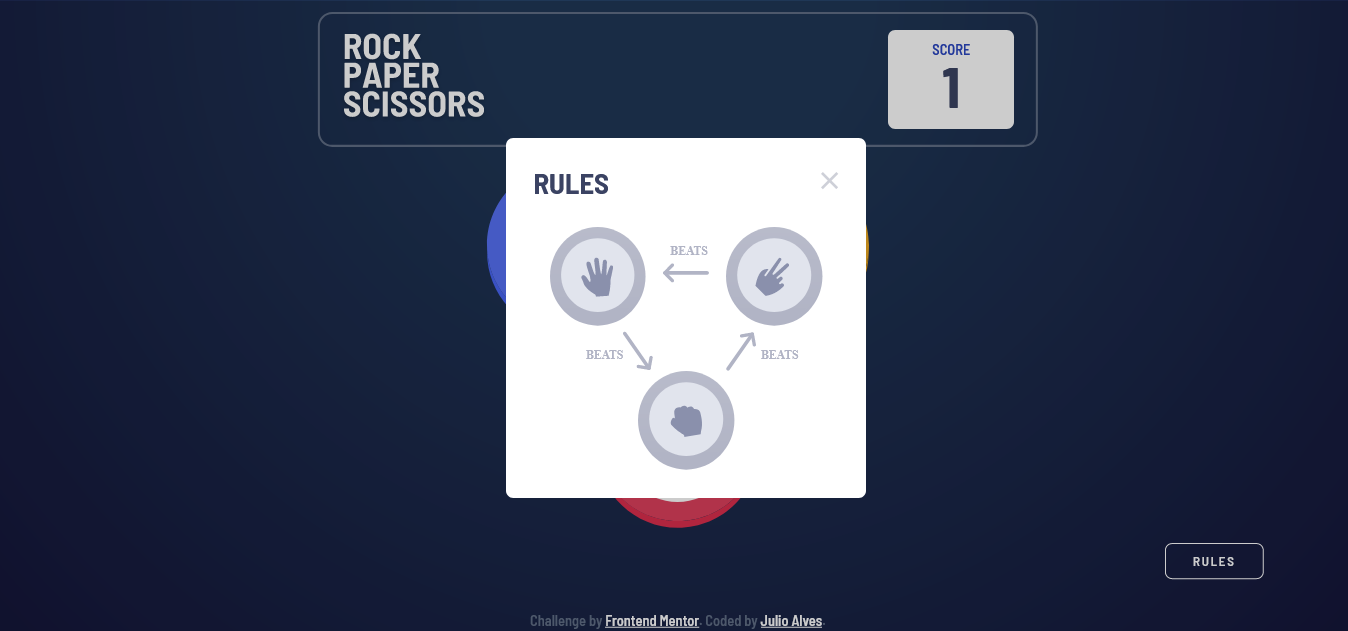 ROCK
PAPER
SCISSORS
SCORE
1
RULES
BEATS
BEATS
BEATS
RULES
Challenge by Frontend Mentor. Coded by Julio Alves.